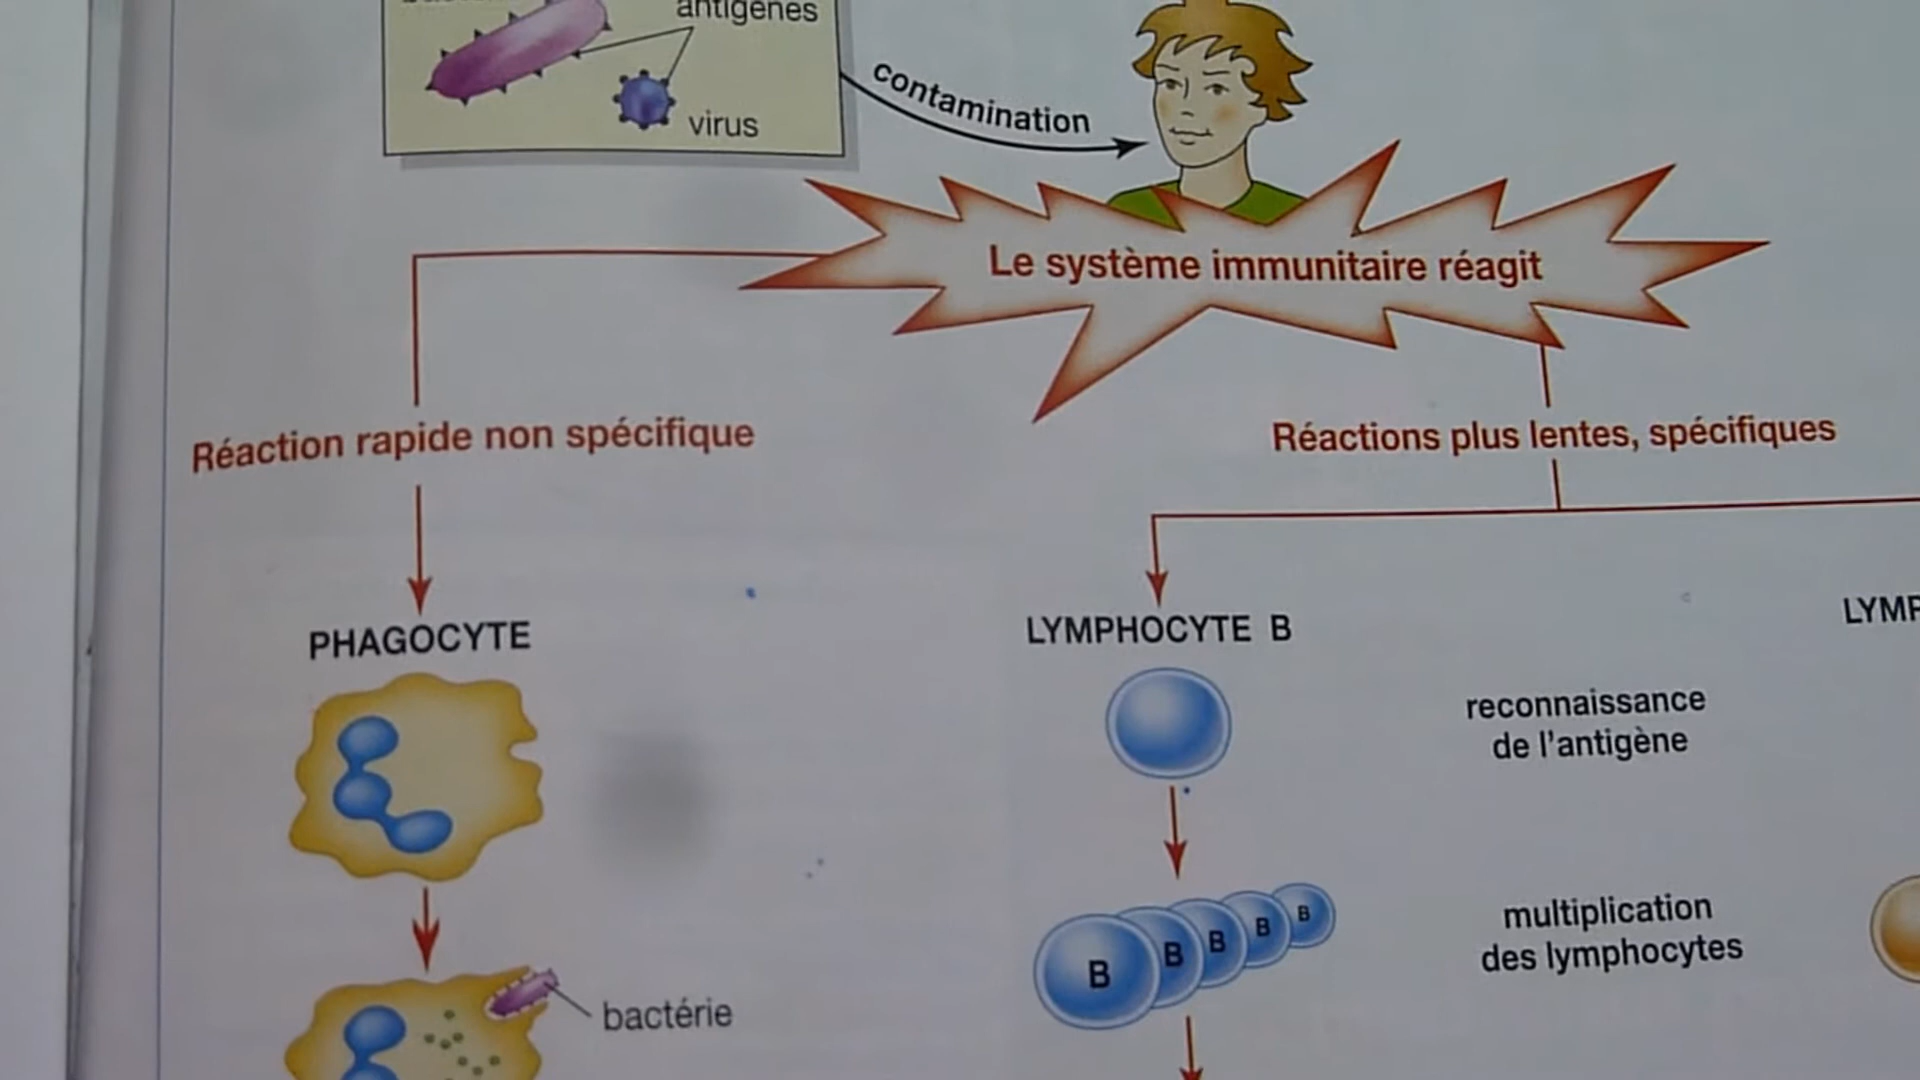 antigènes
virus
contamination
Le système immunitaire réagit
Réaction rapide non spécifique
Réactions plus lentes, spécifiques
PHAGOCYTE
LYMPHOCYTE B
LYMP
reconnaissance
de l'antigène
B B B B B
multiplication
des lymphocytes
bactérie